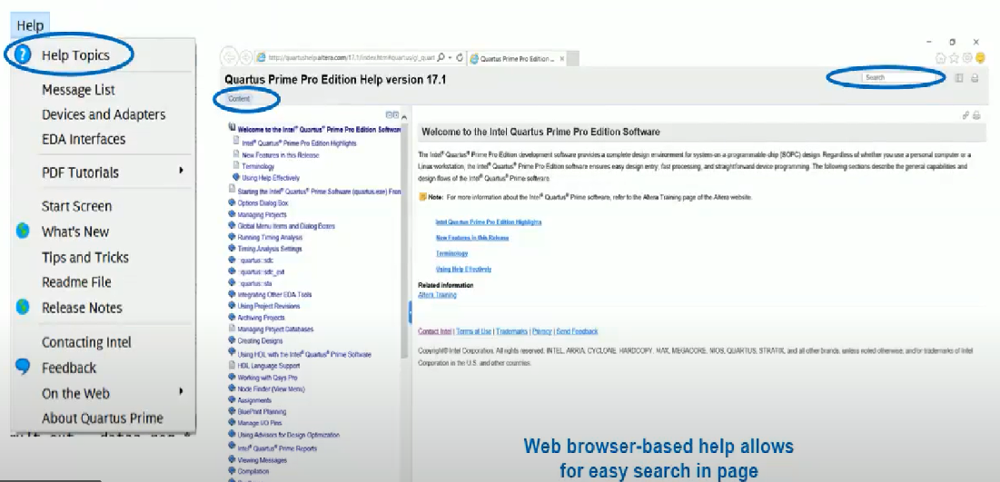 Help
Help Topics
Message List
Devices and Adapters
EDA Interfaces
PDF Tutorials
Start Screen
What's New
Tips and Tricks
Readme File
Release Notes
Contacting Intel
Feedback
On the Web
About Quartus Prime
Quartus Prime Pro Edition ...
Quartus Prime Pro Edition Help version 17.1
Search
Content
Welcome to the Intel® Quartus® Prime Pro Edition Software
Intel® Quartus® Prime Pro Edition Highlights
New Features in this Release
Terminology
Using Help Effectively
Starting the Intel® Quartus® Prime Software (quartus.exe) From
Options Dialog Box
Managing Projects
Global Menu Items and Dialog Boxes
Running Timing Analysis
Timing Analysis Settings
::quartus::sdc
::quartus::sdc_ext
::quartus::sta
Integrating Other EDA Tools
Using Project Revisions
Archiving Projects
Managing Project Databases
Creating Designs
Using HDL with the Intel® Quartus® Prime Software
HDL Language Support
Working with Qsys Pro
Node Finder (View Menu)
Assignments
BluePrint Planning
Manage I/O Pins
Using Advisors for Design Optimization
Intel® Quartus® Prime Reports
Viewing Messages
Compilation
Welcome to the Intel Quartus Prime Pro Edition Software
The Intel® Quartus® Prime Pro Edition development software provides a complete design environment for system-on-a-programmable-chip (SOPC) design. Regardless of whether you use a personal computer or a
Linux workstation, the Intel® Quartus® Prime Pro Edition software ensures easy design entry, fast processing, and straightforward device programming. The following sections describe the general capabilities and
design flows of the Intel® Quartus® Prime software.
Note: For more information about the Intel® Quartus® Prime software, refer to the Altera Training page of the Altera website.
Intel Quartus Prime Pro Edition Highlights
New Features in this Release
Terminology
Using Help Effectively
Related information
Altera Training
Contact Intel | Terms of Use | Trademarks | Privacy | Send Feedback
Copyright© Intel Corporation. All rights reserved. INTEL, ARRIA, CYCLONE, HARDCOPY, MAX, MEGACORE, NIOS, QUARTUS, STRATIX, and all other brands, unless noted otherwise, and/or trademarks of Intel
Corporation in the U.S. and other countries.
Web browser-based help allows
for easy search in page